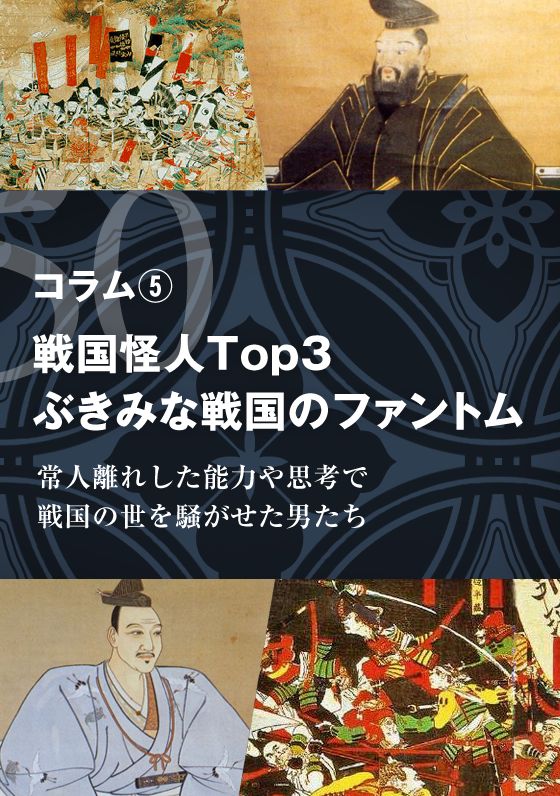 50
コラム⑤
戦国怪人Top3
ぶきみな戦国のファントム
常人離れした能力や思考で
戦国の世を騒がせた男たち